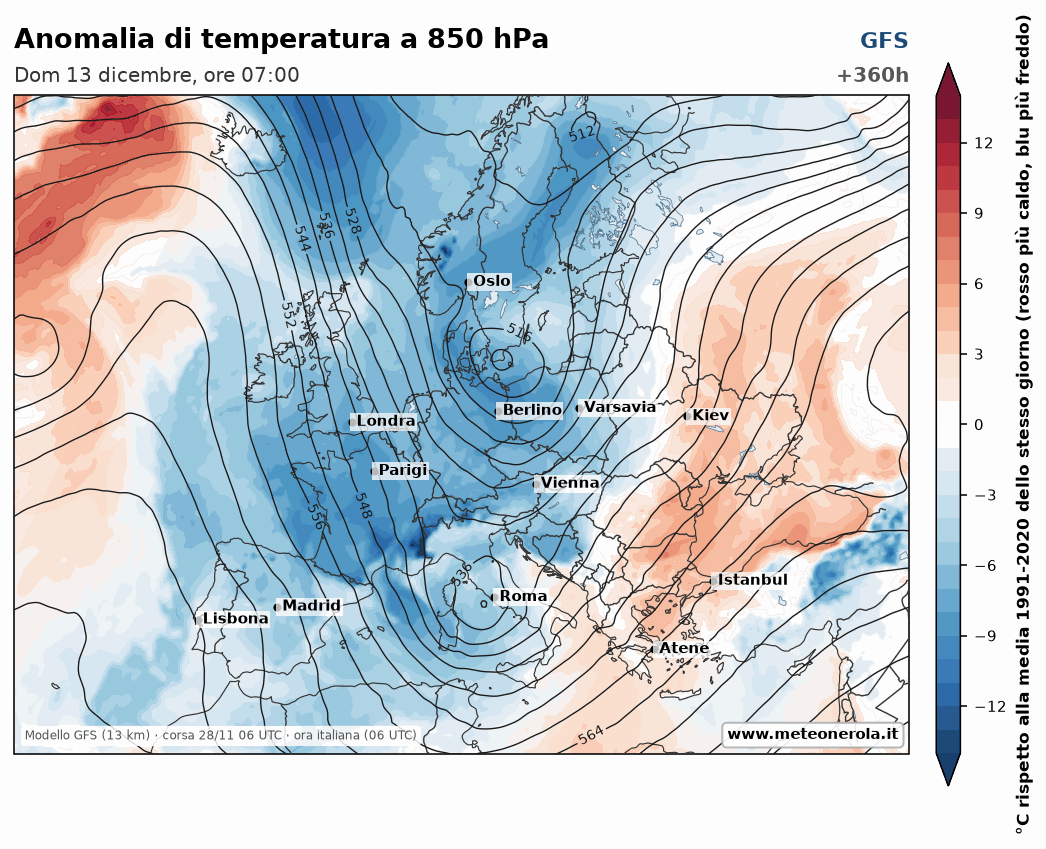 Anomalia di temperatura a 850 hPa
GFS
Dom 13 dicembre, ore 07:00
+360h
512
528
536
544
Oslo
552
516
Berlino
Varsavia
Kiev
Londra
Parigi
Vienna
548
556
536
Istanbul
Roma
Madrid
Lisbona
Atene
564
Modello GFS (13 km) · corsa 28/11 06 UTC · ora italiana (06 UTC)
www.meteonerola.it
12
9
6
3
0
−3
−6
−9
−12
°C rispetto alla media 1991-2020 dello stesso giorno (rosso più caldo, blu più freddo)